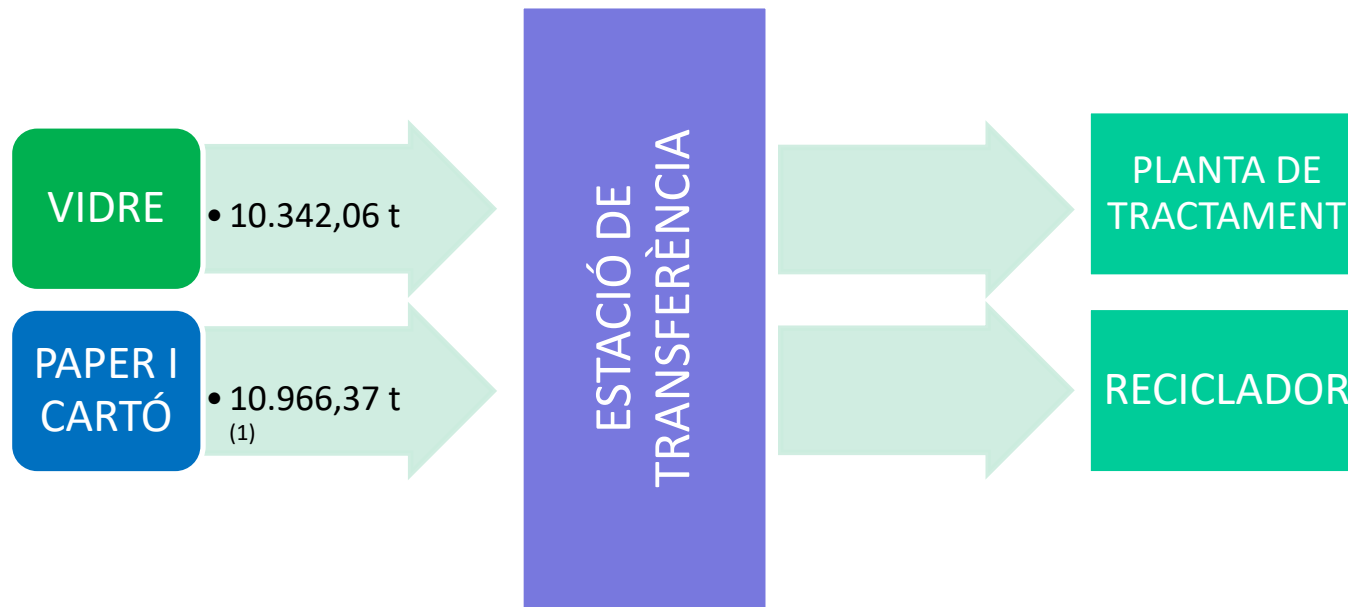 VIDRE
• 10.342,06 t
PAPER I
CARTÓ
• 10.966,37 t
(1)
ESTACIÓ DE
TRANSFERÈNCIA
PLANTA DE
TRACTAMENT
RECICLADOR